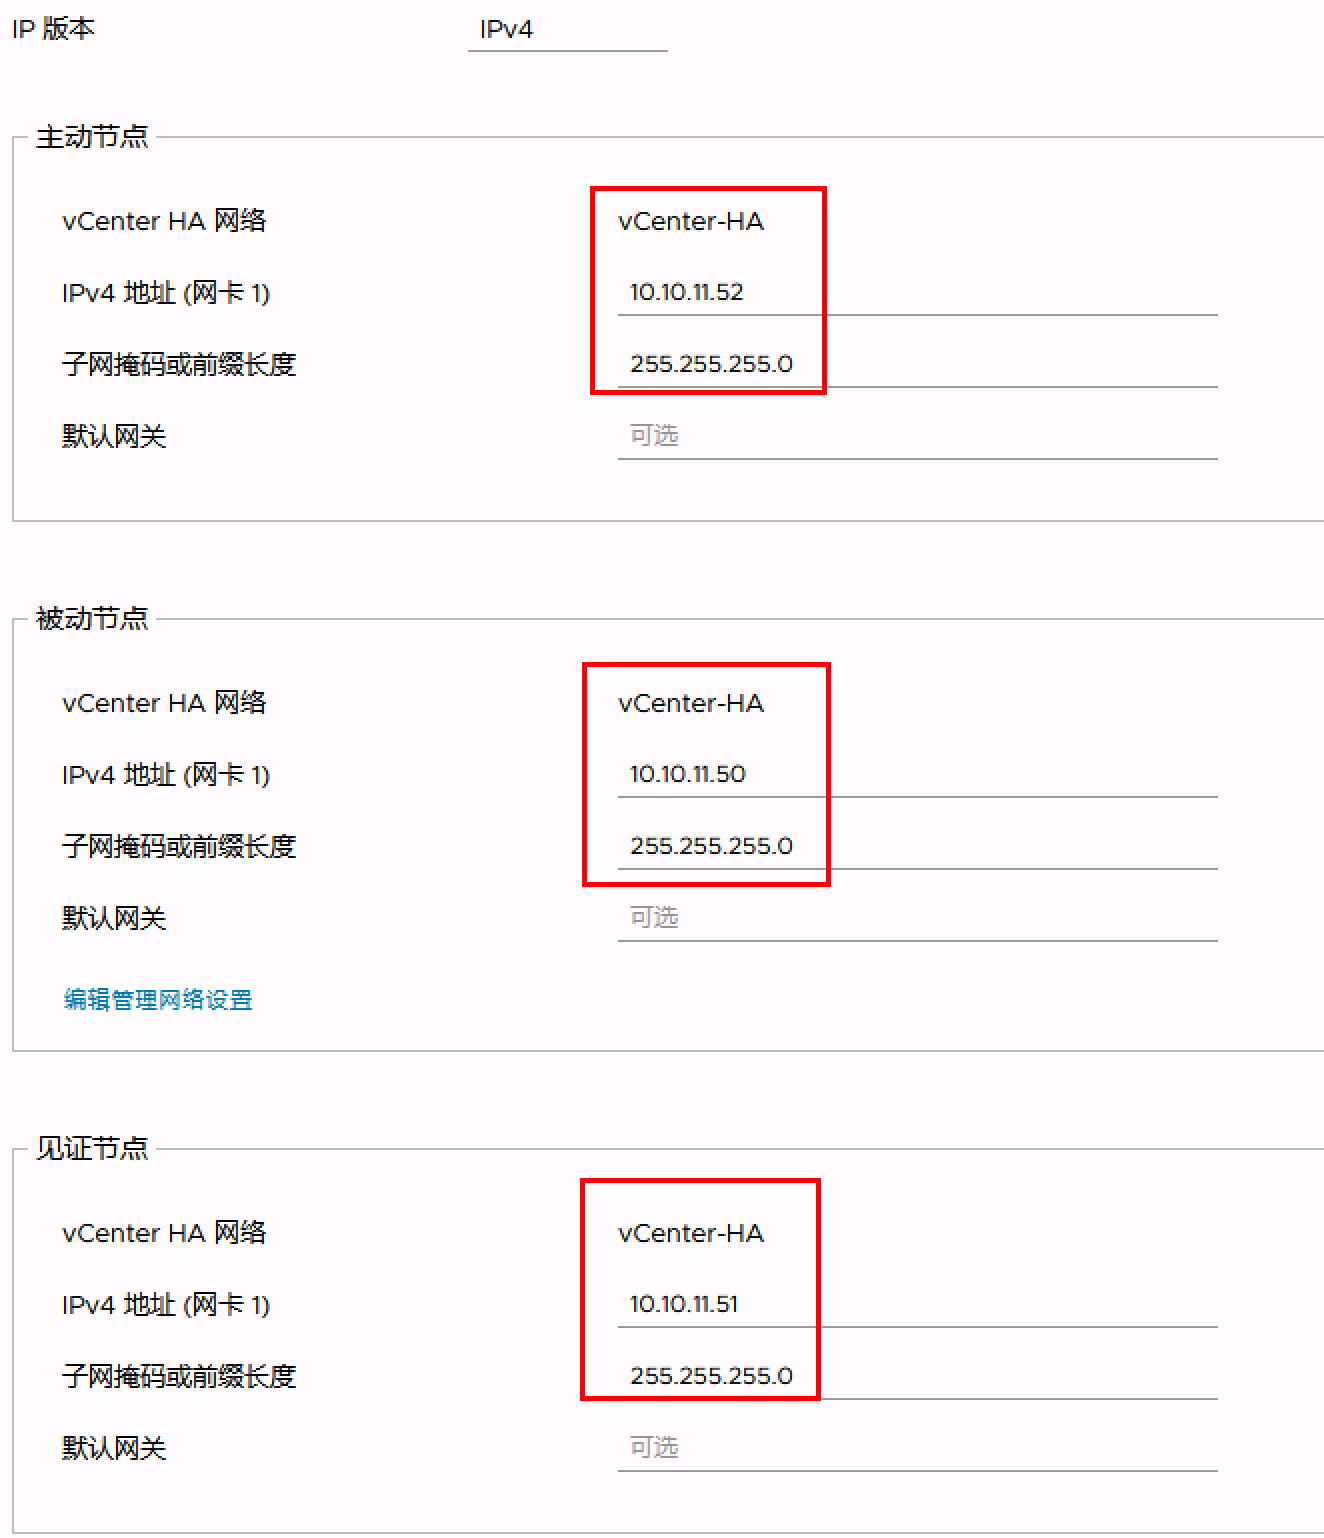 IP 版本 IPv4
主动节点
vCenter HA 网络 vCenter-HA
IPv4 地址 (网卡 1) 10.10.11.52
子网掩码或前缀长度 255.255.255.0
默认网关 可选
被动节点
vCenter HA 网络 vCenter-HA
IPv4 地址 (网卡 1) 10.10.11.50
子网掩码或前缀长度 255.255.255.0
默认网关 可选
编辑管理网络设置
见证节点
vCenter HA 网络 vCenter-HA
IPv4 地址 (网卡 1) 10.10.11.51
子网掩码或前缀长度 255.255.255.0
默认网关 可选